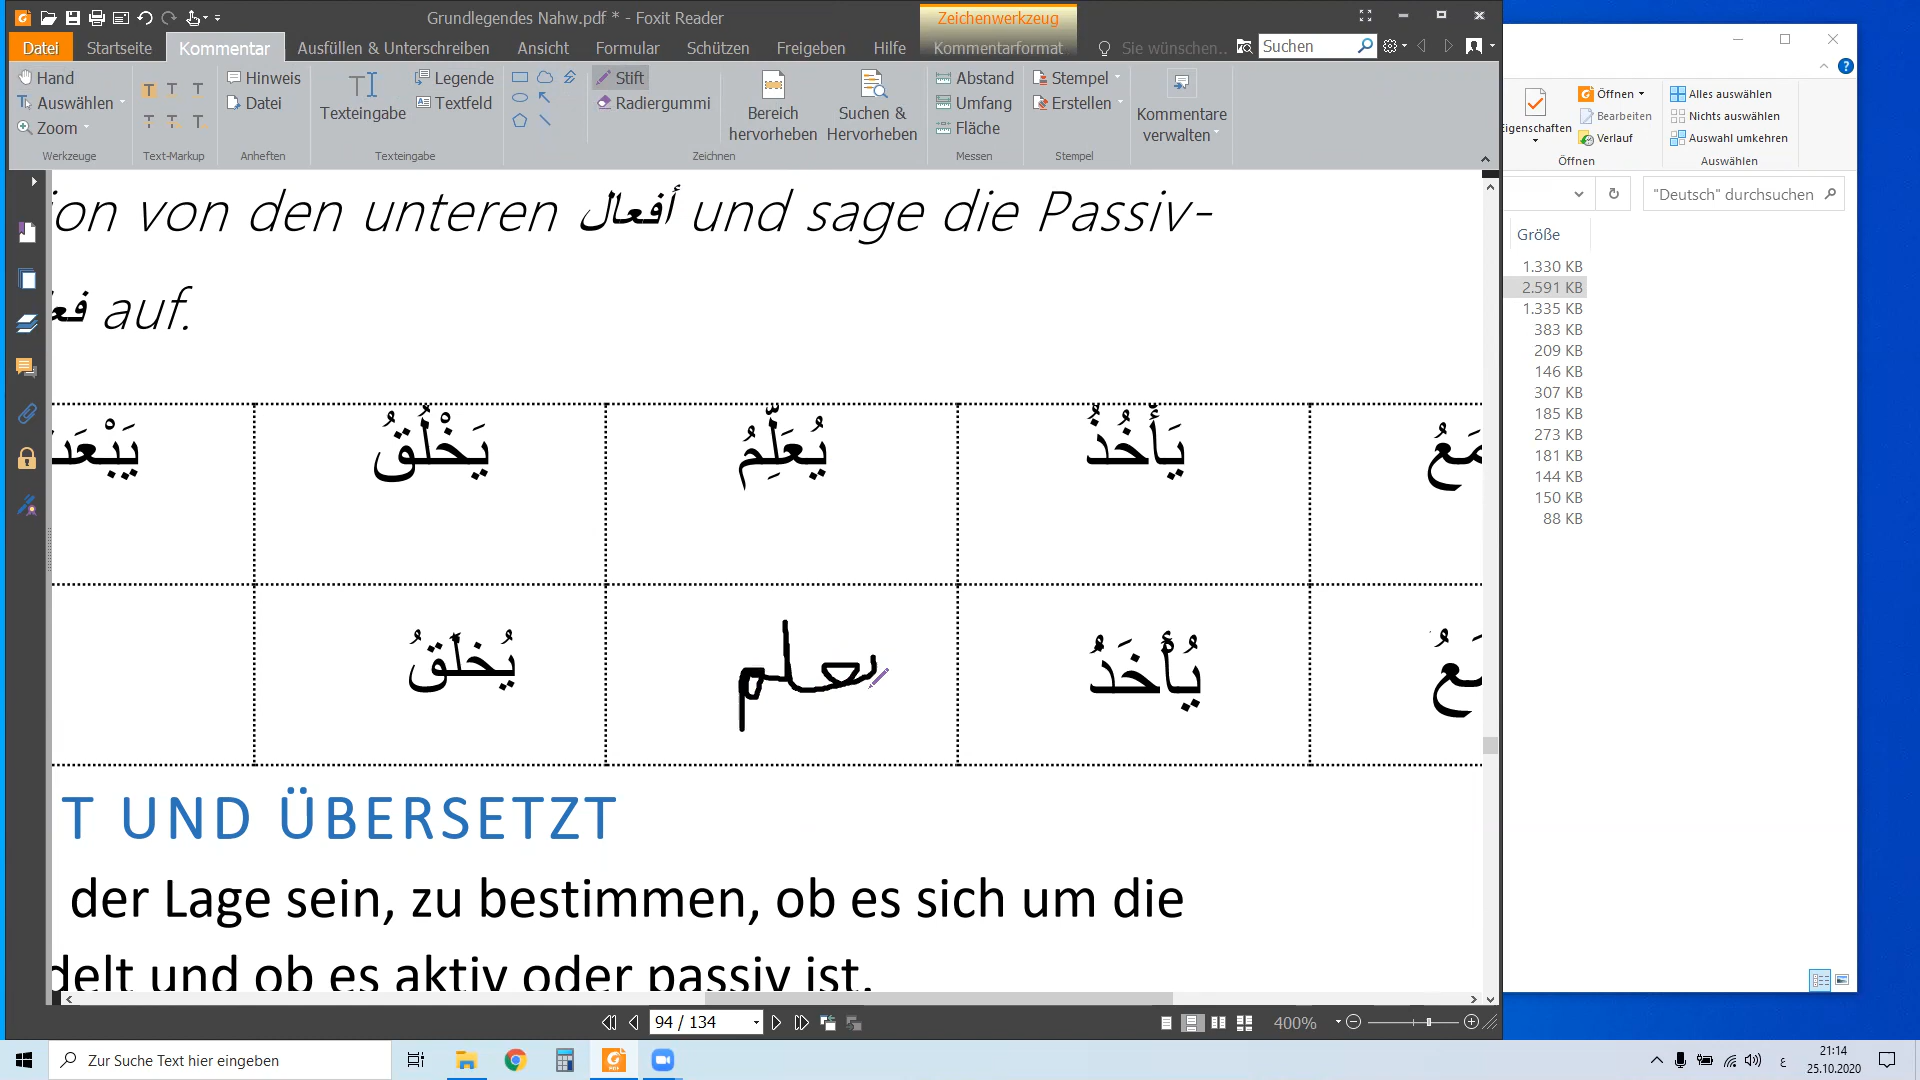 Grundlegendes Nahw.pdf * - Foxit Reader
Zeichenwerkzeug
Datei Startseite Kommentar Ausfüllen & Unterschreiben Ansicht Formular Schützen Freigeben Hilfe Kommentarformat Sie wünschen.. Suchen
Hand
Auswählen
Zoom
Werkzeuge
Text-Markup
Hinweis
Datei
Anheften
Texteingabe
Legende
Textfeld
Texteingabe
Stift
Radiergummi
Bereich hervorheben
Suchen & Hervorheben
Zeichnen
Abstand
Umfang
Fläche
Messen
Stempel
Erstellen
Stempel
Kommentare verwalten
ion von den unteren أفعال und sage die Passiv-
فع auf.
مَعُ يَأْخُذُ يُعَلِّمُ يَخْلُقُ يَبْعَث
مَعُ يُأْخَذُ يعلم يُخلَقُ
T UND ÜBERSETZT
der Lage sein, zu bestimmen, ob es sich um die
delt und ob es aktiv oder passiv ist.
94 / 134
400%
Eigenschaften
Öffnen
Bearbeiten
Verlauf
Öffnen
Alles auswählen
Nichts auswählen
Auswahl umkehren
Auswählen
"Deutsch" durchsuchen
Größe
1.330 KB
2.591 KB
1.335 KB
383 KB
209 KB
146 KB
307 KB
185 KB
273 KB
181 KB
144 KB
150 KB
88 KB
Zur Suche Text hier eingeben
ع
21:14
25.10.2020